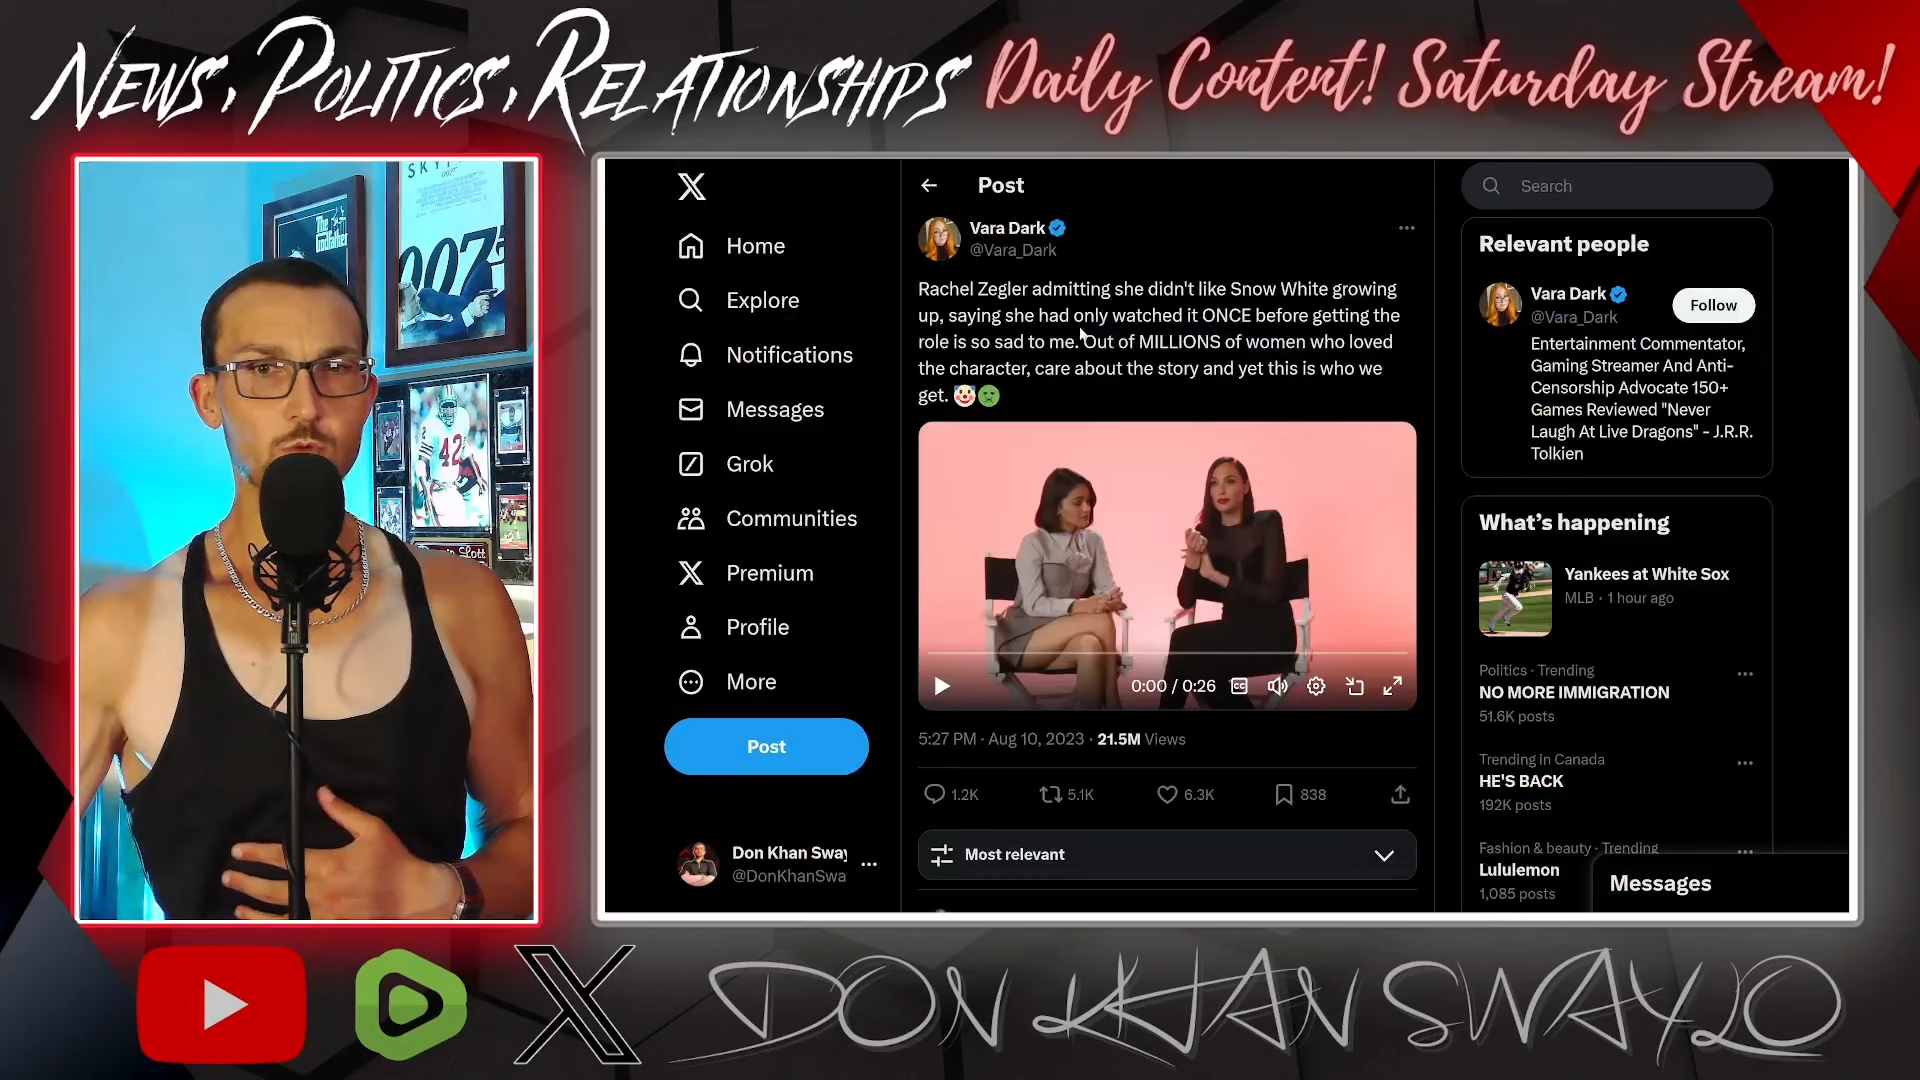 NEWS, POLITICS, RELATIONSHIPS
Daily Content! Saturday Stream!
SKYF
007
The Godfather
007
42
Lott
X
Home
Explore
Notifications
Messages
Grok
Communities
Premium
Profile
More
Post
Don Khan Sway
@DonKhanSwa
Post
Vara Dark
@Vara_Dark
Rachel Zegler admitting she didn't like Snow White growing
up, saying she had only watched it ONCE before getting the
role is so sad to me. Out of MILLIONS of women who loved
the character, care about the story and yet this is who we
get. 🤡🤢
0:00 / 0:26
CC
5:27 PM · Aug 10, 2023 · 21.5M Views
1.2K 5.1K 6.3K 838
Most relevant
Search
Relevant people
Vara Dark
@Vara_Dark
Follow
Entertainment Commentator,
Gaming Streamer And Anti-
Censorship Advocate 150+
Games Reviewed "Never
Laugh At Live Dragons" - J.R.R.
Tolkien
What's happening
Yankees at White Sox
MLB · 1 hour ago
Politics · Trending
NO MORE IMMIGRATION
51.6K posts
Trending in Canada
HE'S BACK
192K posts
Fashion & beauty · Trending
Lululemon
1,085 posts
Messages
X
DON KHAN SWAYLO